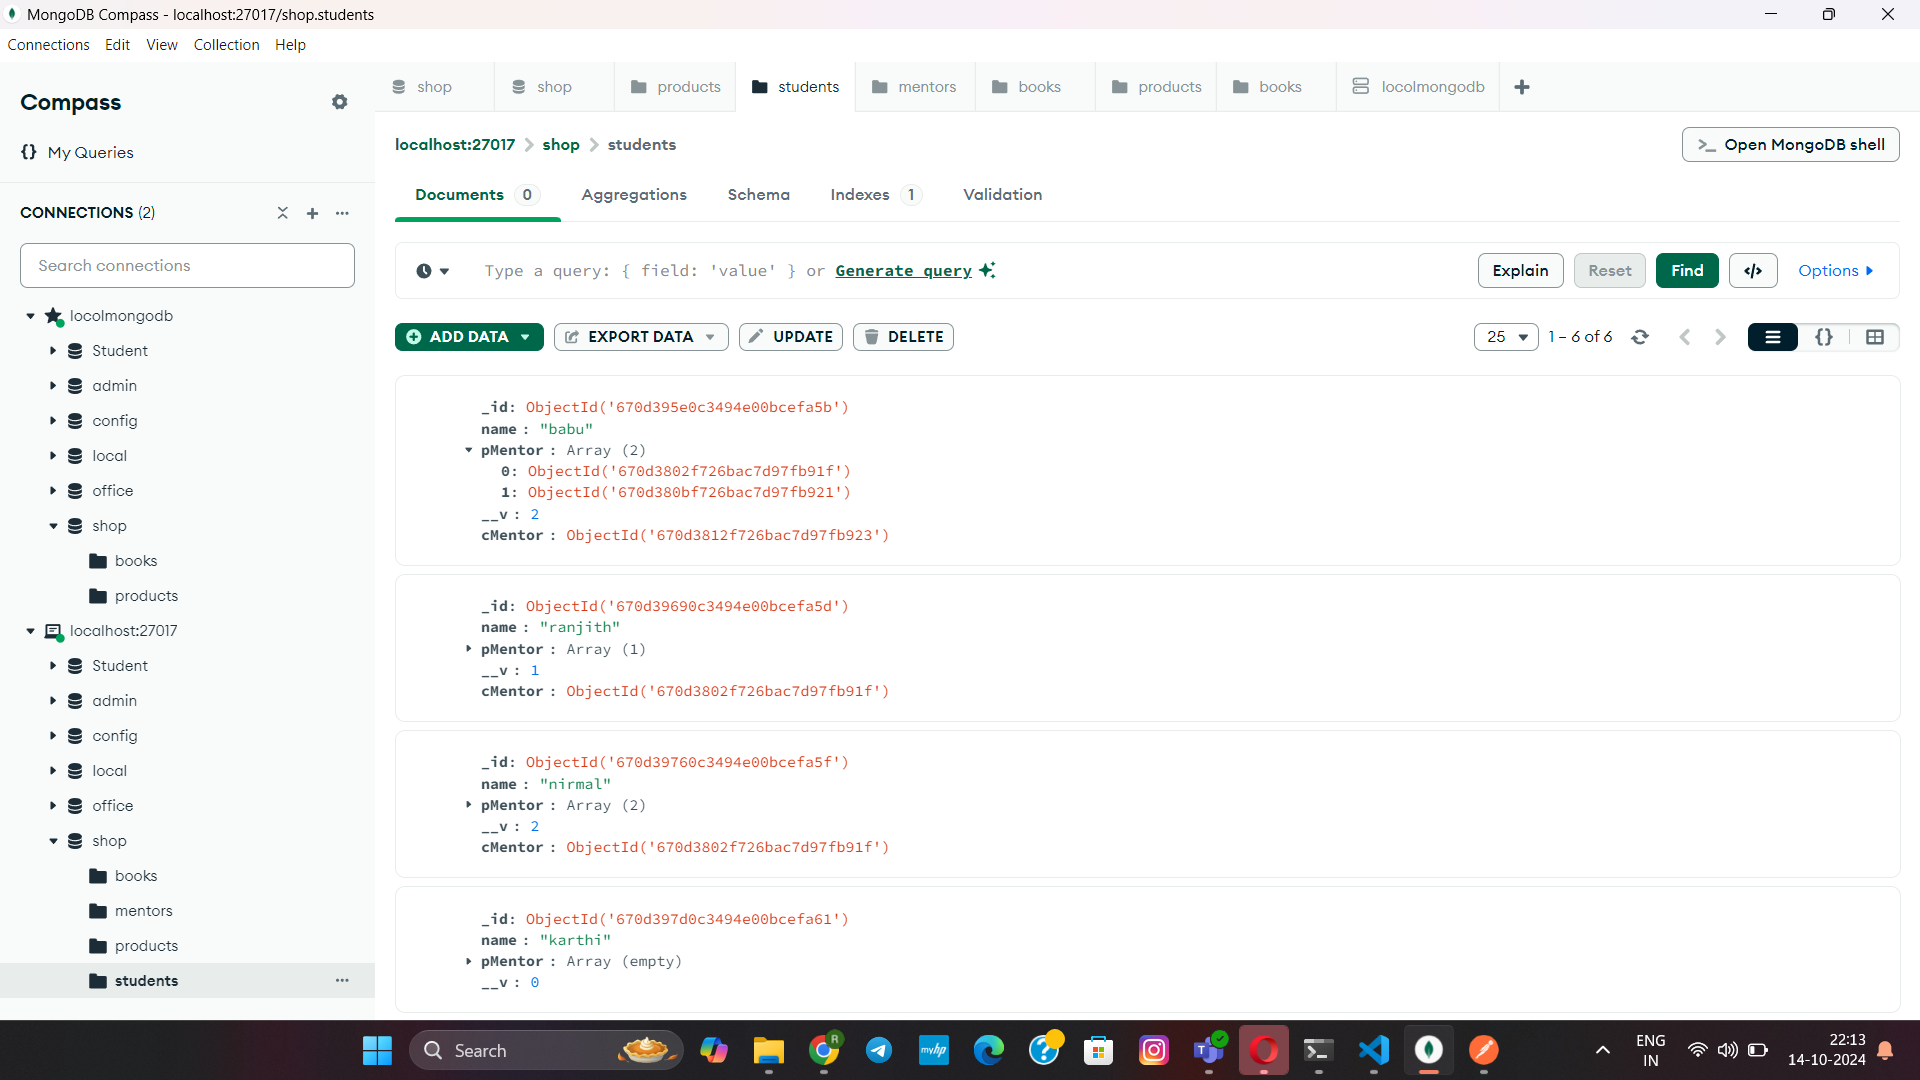 MongoDB Compass - localhost:27017/shop.students
Connections Edit View Collection Help
Compass
My Queries
CONNECTIONS (2)
Search connections
locolmongodb
Student
admin
config
local
office
shop
books
products
localhost:27017
Student
admin
config
local
office
shop
books
mentors
products
students
shop shop products students mentors books products books locolmongodb
localhost:27017 shop students
>_ Open MongoDB shell
Documents 0 Aggregations Schema Indexes 1 Validation
Type a query: { field: 'value' } or Generate query
Explain Reset Find </> Options
ADD DATA EXPORT DATA UPDATE DELETE
25 1 – 6 of 6 {}
_id: ObjectId('670d395e0c3494e00bcefa5b')
name : "babu"
pMentor : Array (2)
0: ObjectId('670d3802f726bac7d97fb91f')
1: ObjectId('670d380bf726bac7d97fb921')
__v : 2
cMentor : ObjectId('670d3812f726bac7d97fb923')
_id: ObjectId('670d39690c3494e00bcefa5d')
name : "ranjith"
pMentor : Array (1)
__v : 1
cMentor : ObjectId('670d3802f726bac7d97fb91f')
_id: ObjectId('670d39760c3494e00bcefa5f')
name : "nirmal"
pMentor : Array (2)
__v : 2
cMentor : ObjectId('670d3802f726bac7d97fb91f')
_id: ObjectId('670d397d0c3494e00bcefa61')
name : "karthi"
pMentor : Array (empty)
__v : 0
Search
R
myhp
ENG
IN
22:13
14-10-2024